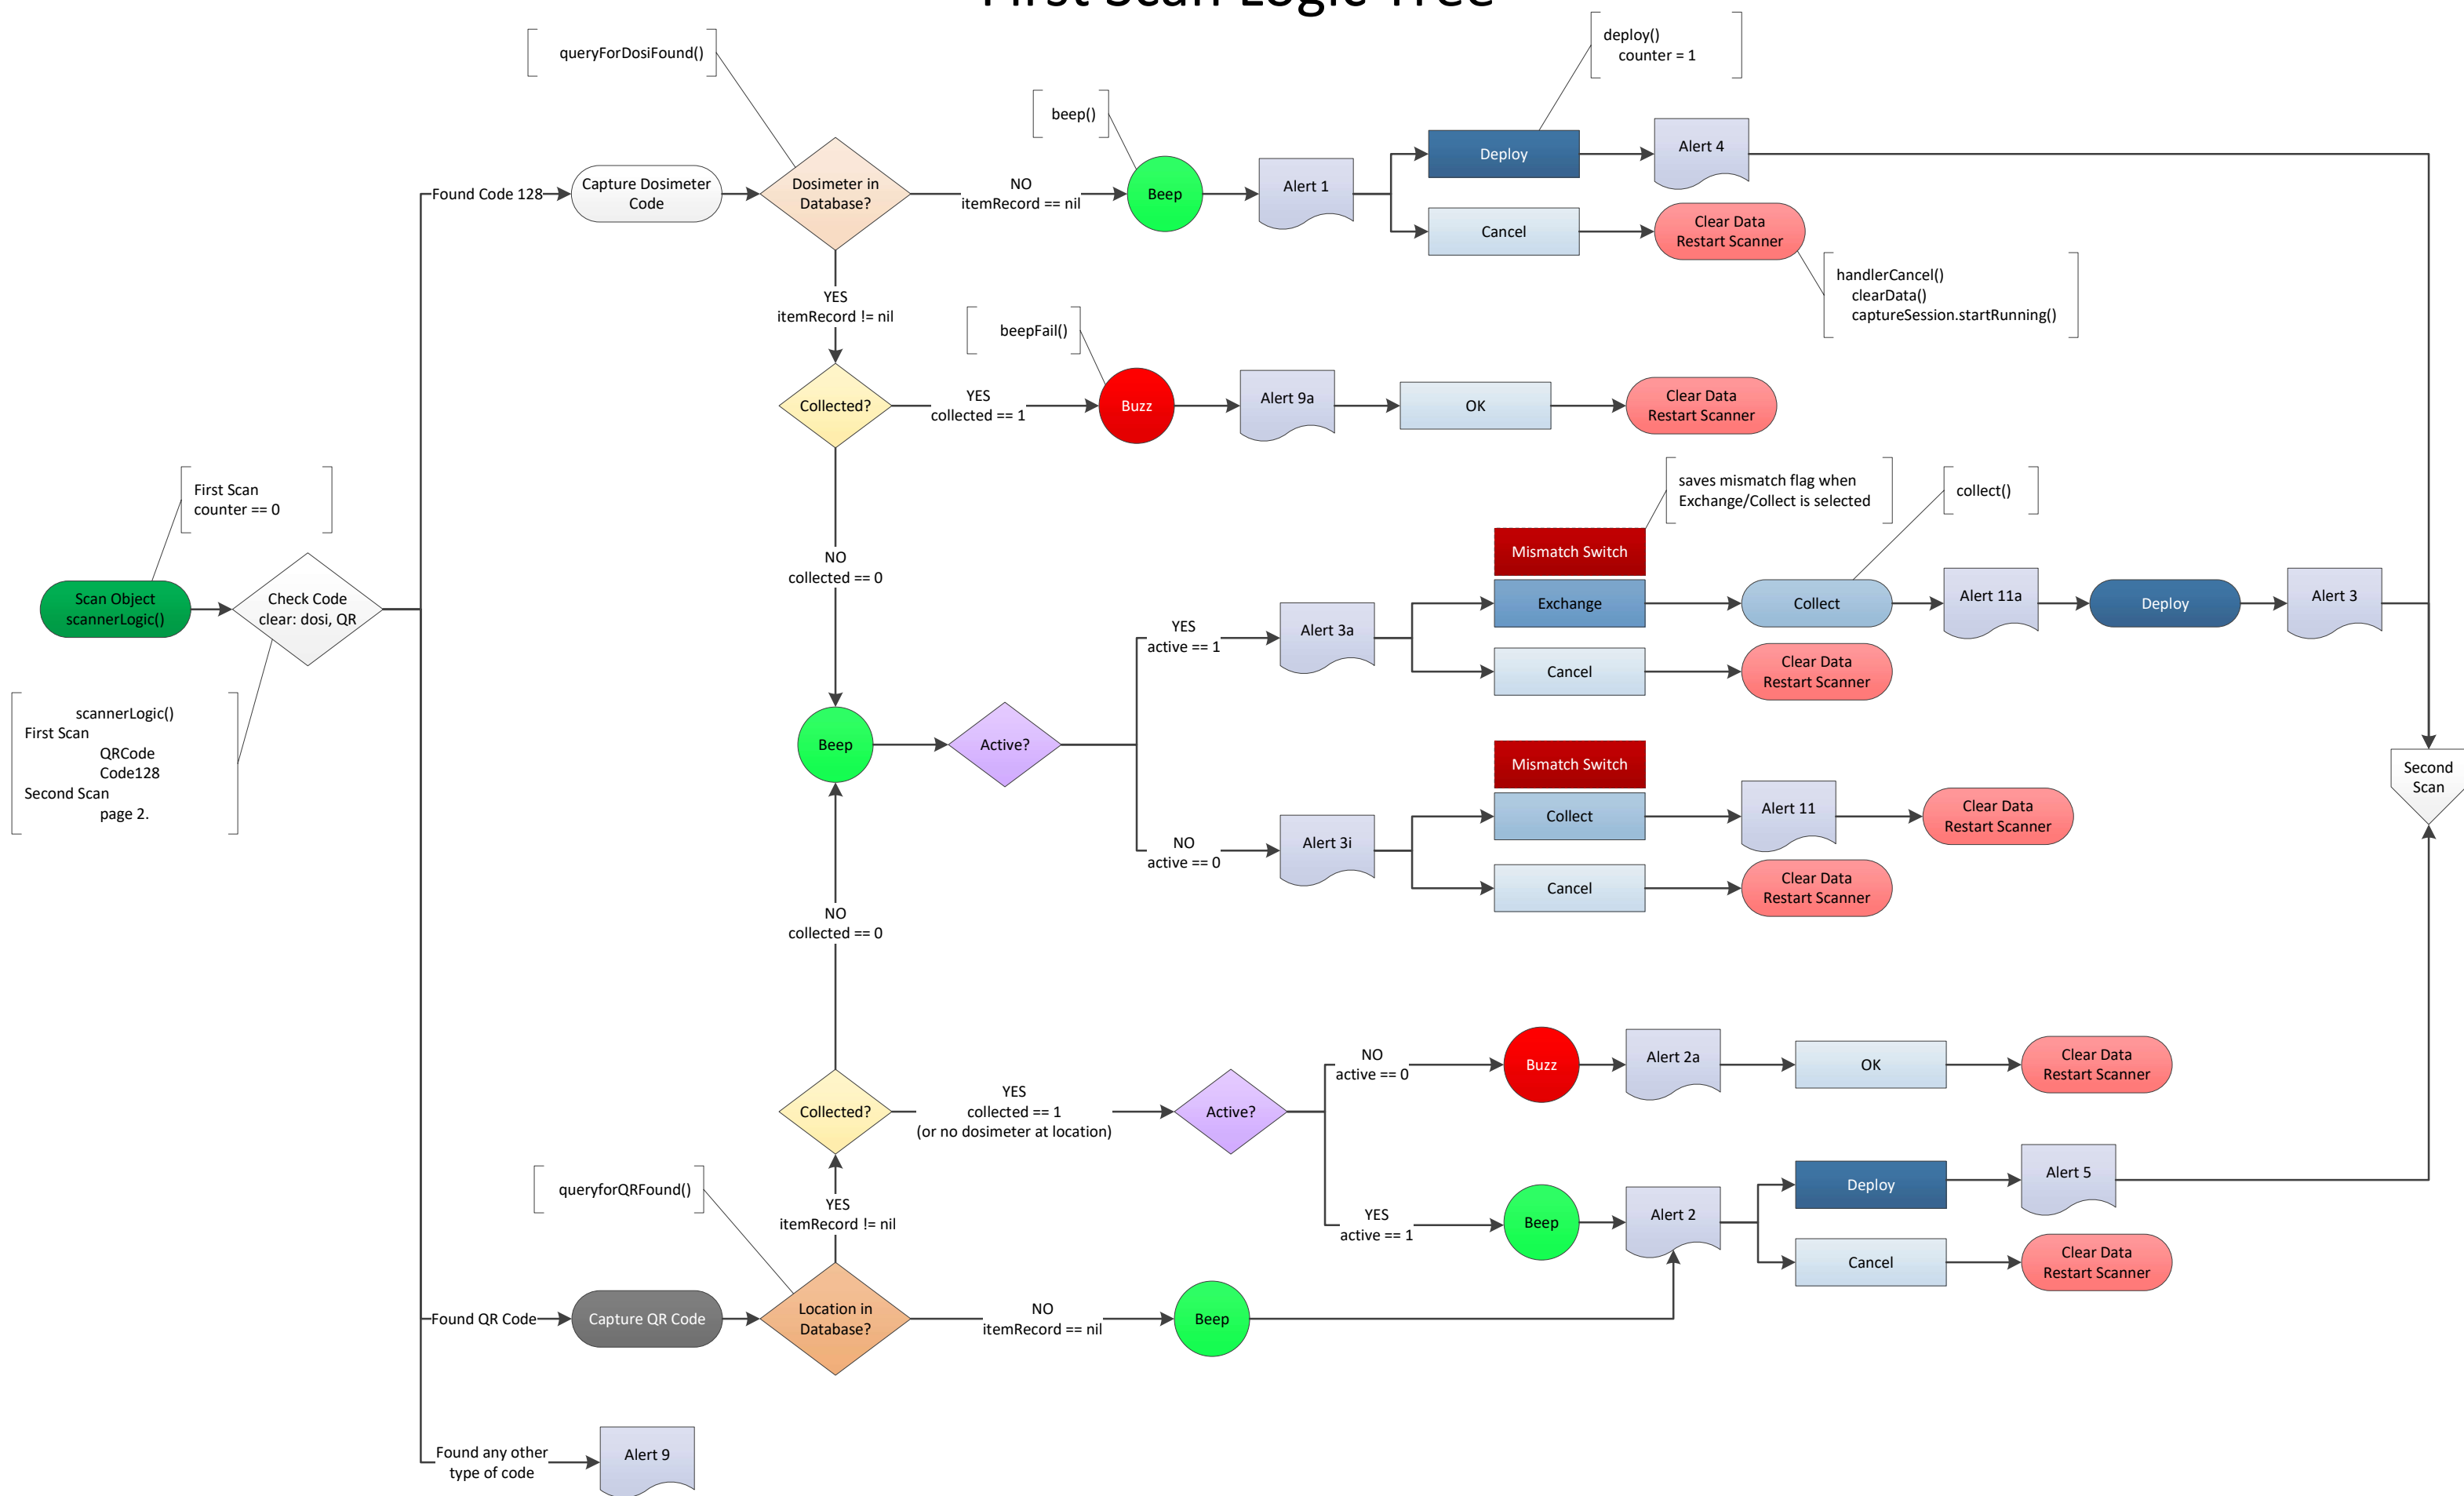 First Scan Logic Tree
queryForDosiFound()
deploy()
counter = 1
beep()
Found Code 128
Capture Dosimeter
Code
Dosimeter in
Database?
NO
itemRecord == nil
Beep
Alert 1
Deploy
Alert 4
Cancel
Clear Data
Restart Scanner
handlerCancel()
clearData()
captureSession.startRunning()
YES
itemRecord != nil
beepFail()
Collected?
YES
collected == 1
Buzz
Alert 9a
OK
Clear Data
Restart Scanner
First Scan
counter == 0
saves mismatch flag when
Exchange/Collect is selected
collect()
NO
collected == 0
Scan Object
scannerLogic()
Check Code
clear: dosi, QR
scannerLogic()
First Scan
QRCode
Code128
Second Scan
page 2.
Beep
Active?
YES
active == 1
Alert 3a
Mismatch Switch
Exchange
Collect
Alert 11a
Deploy
Alert 3
Cancel
Clear Data
Restart Scanner
NO
active == 0
Alert 3i
Mismatch Switch
Collect
Alert 11
Clear Data
Restart Scanner
Cancel
Clear Data
Restart Scanner
Second
Scan
NO
collected == 0
Collected?
YES
collected == 1
(or no dosimeter at location)
Active?
NO
active == 0
Buzz
Alert 2a
OK
Clear Data
Restart Scanner
YES
active == 1
Beep
Alert 2
Deploy
Alert 5
Cancel
Clear Data
Restart Scanner
queryforQRFound()
YES
itemRecord != nil
Found QR Code
Capture QR Code
Location in
Database?
NO
itemRecord == nil
Beep
Found any other
type of code
Alert 9